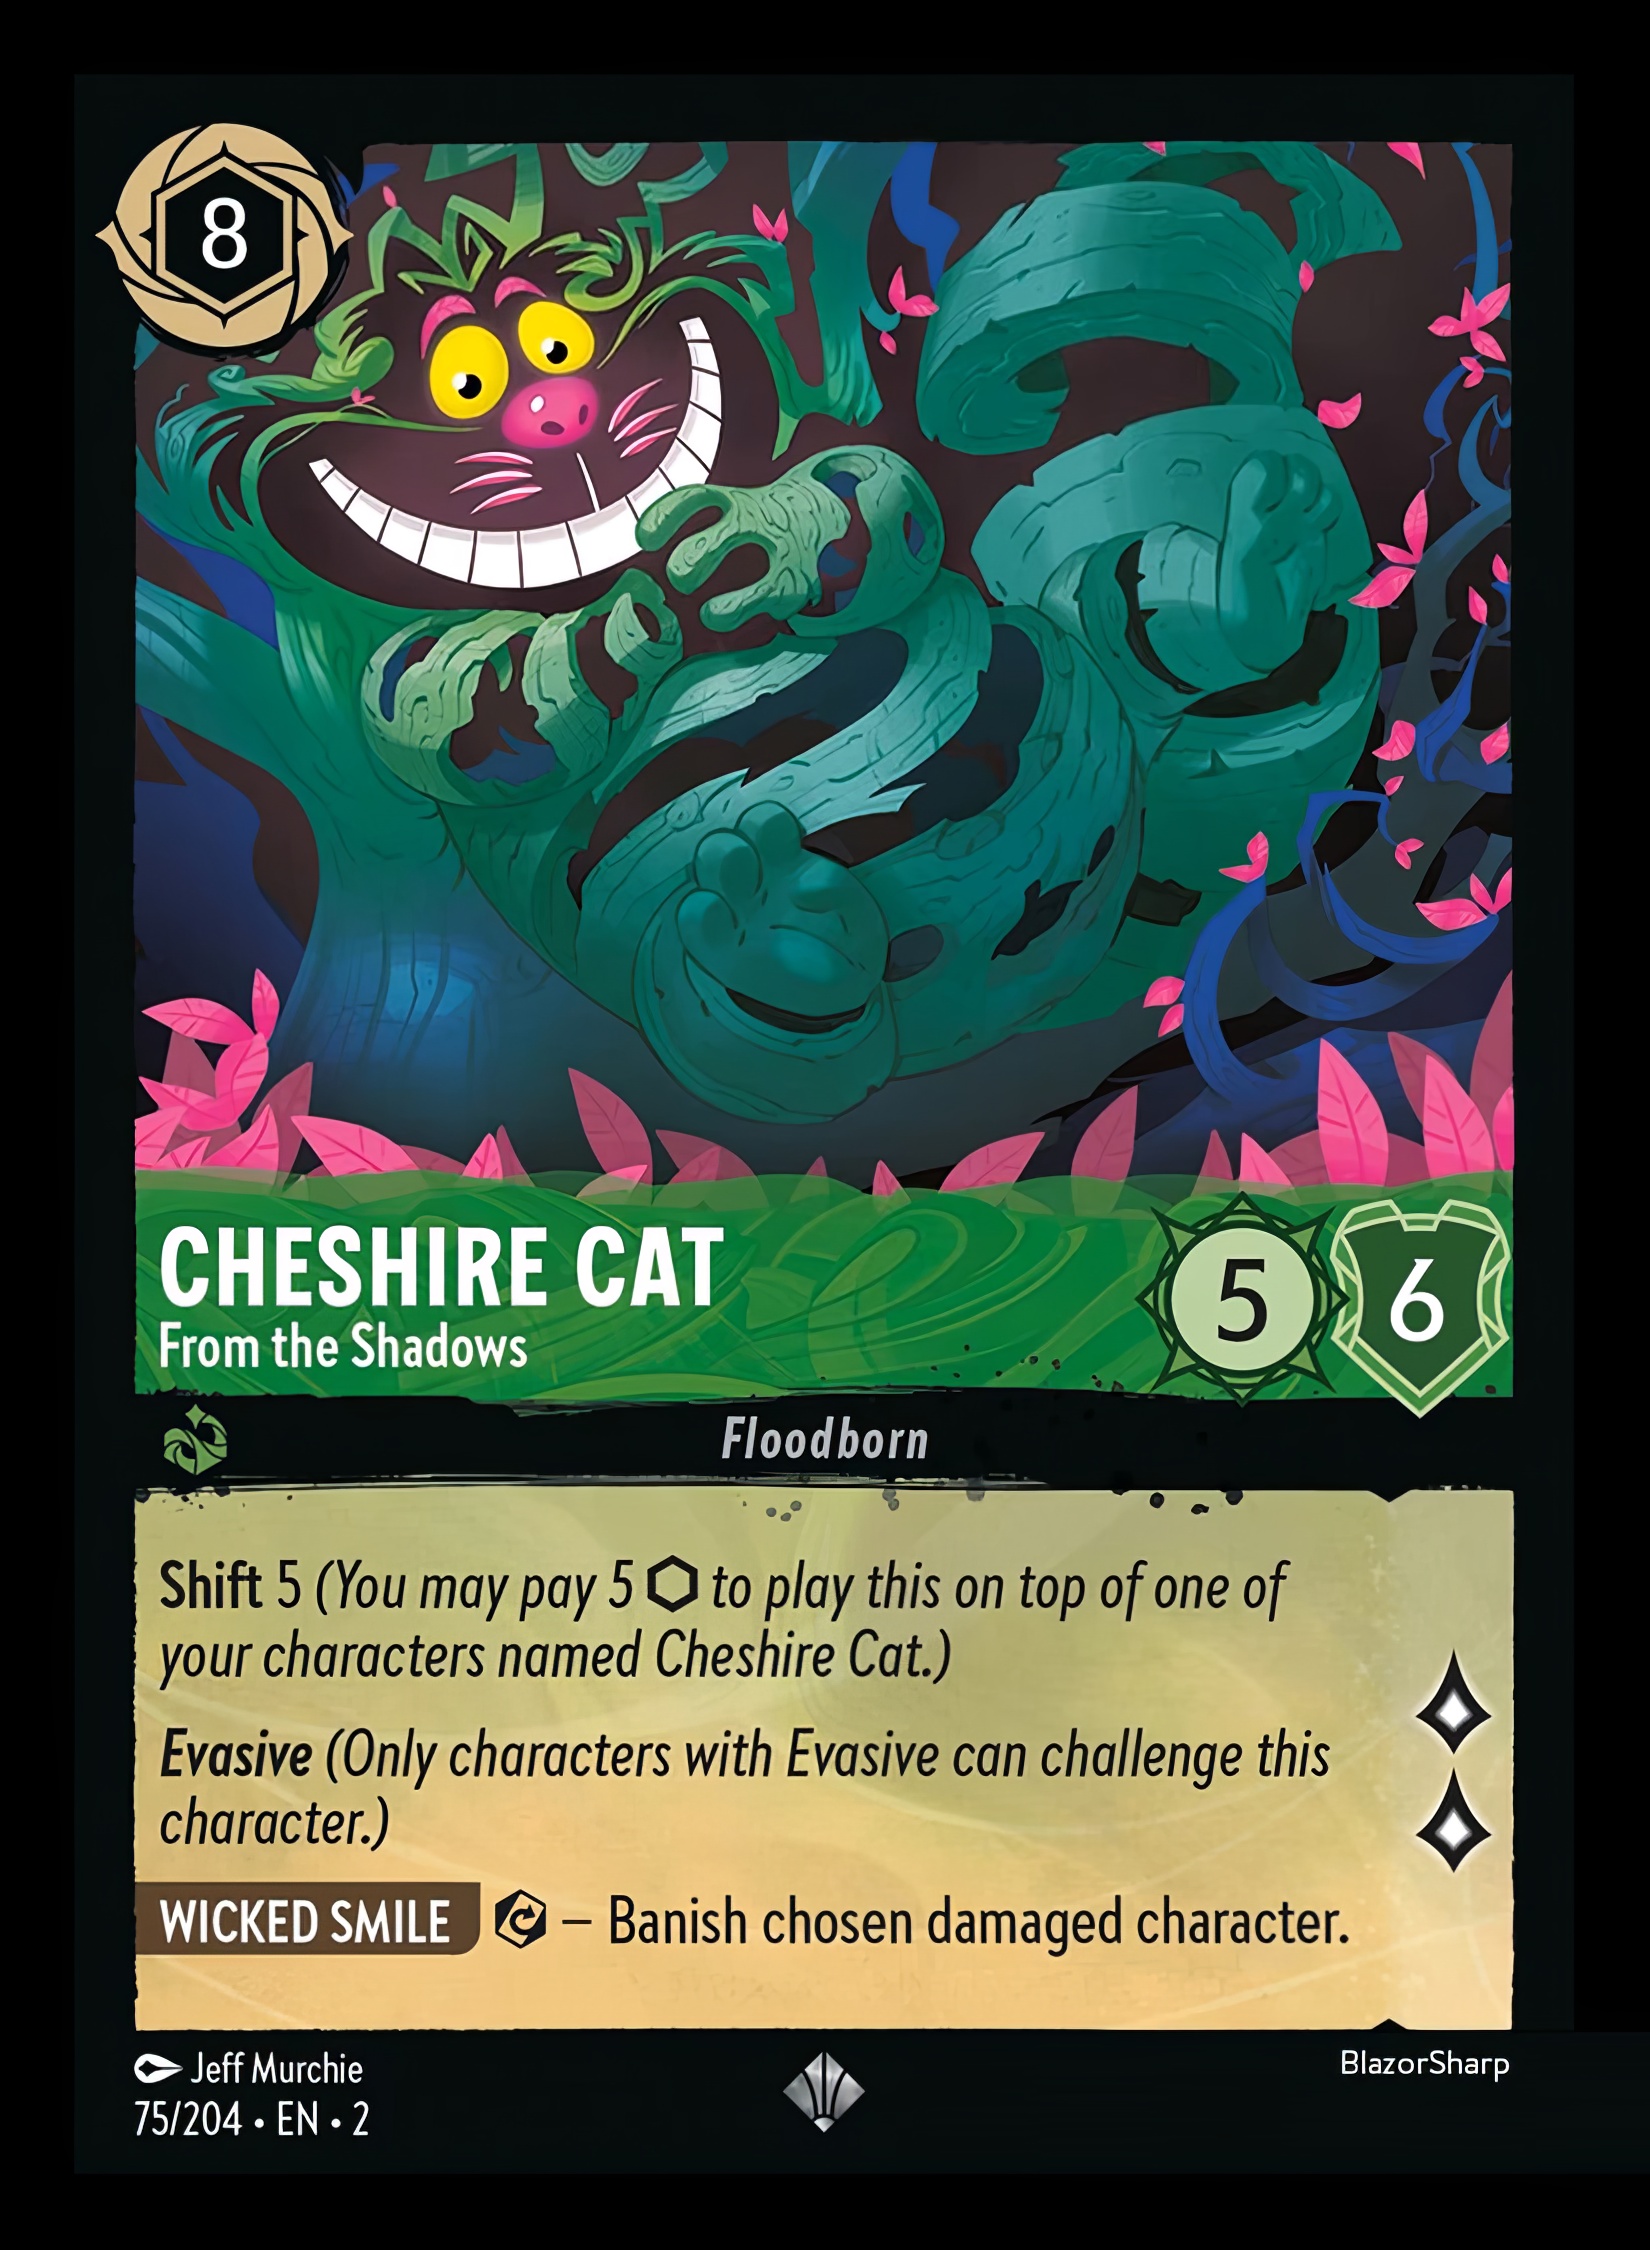 8
CHESHIRE CAT
From the Shadows
5
6
Floodborn
Shift 5 (You may pay 5 ⬡ to play this on top of one of
your characters named Cheshire Cat.)
Evasive (Only characters with Evasive can challenge this
character.)
WICKED SMILE – Banish chosen damaged character.
Jeff Murchie
BlazorSharp
75/204 • EN • 2